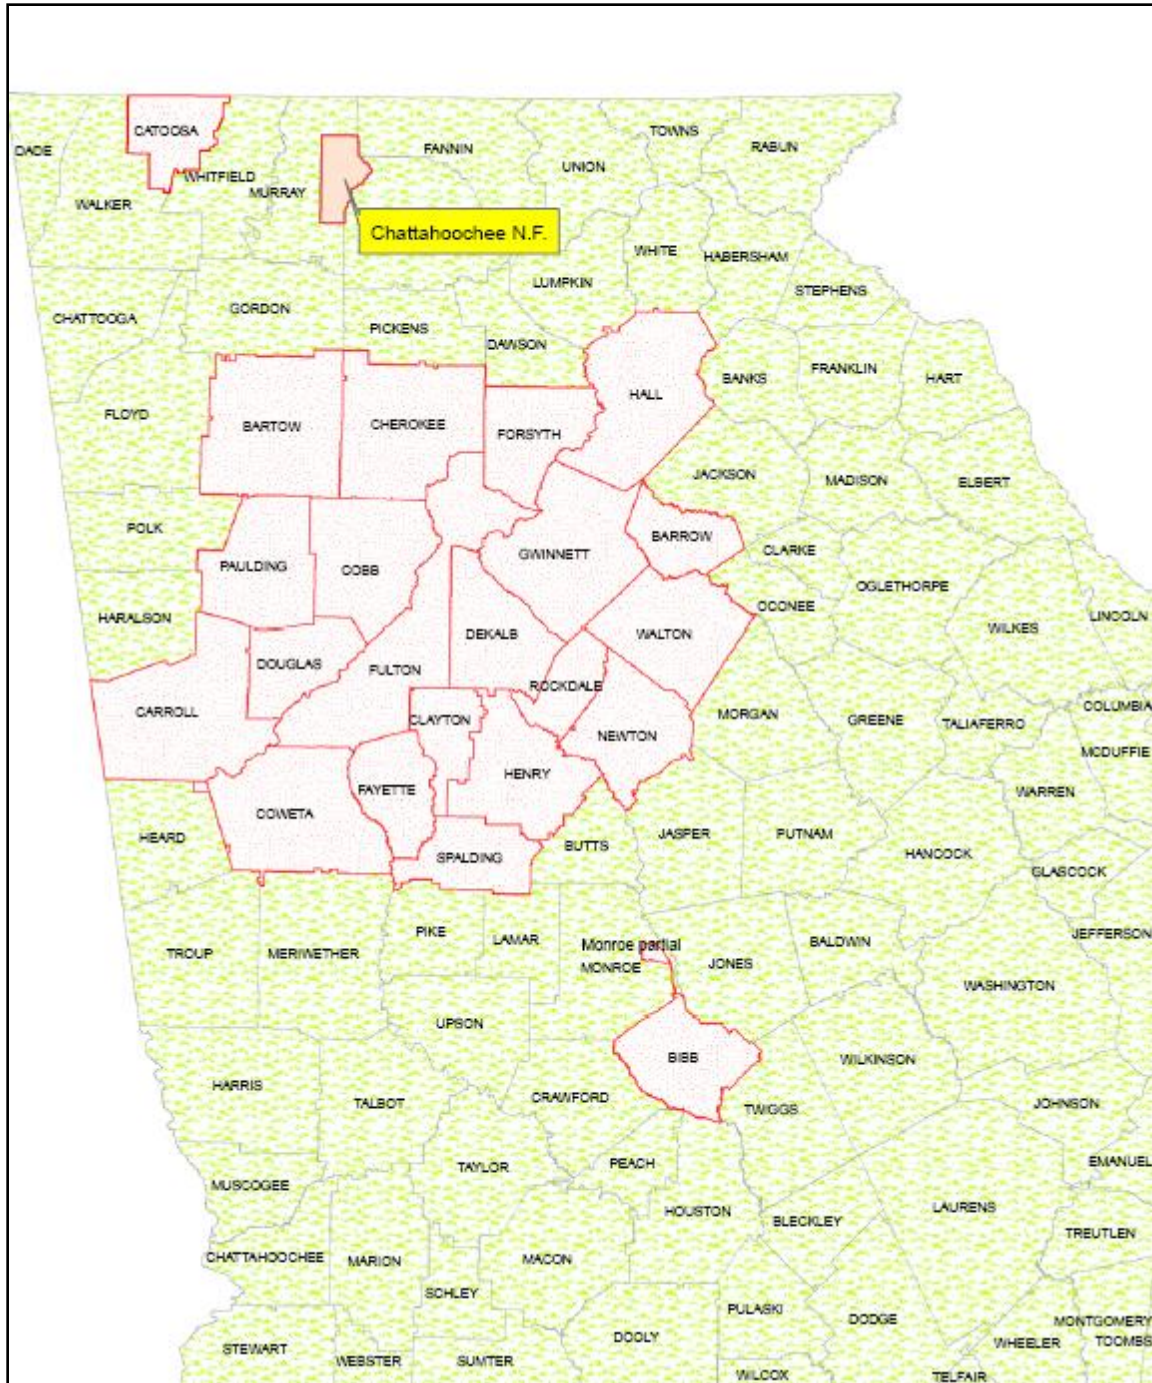 CATOOSA
TOWNS
RABUN
DADE
FANNIN
UNION
WHITFIELD
MURRAY
WALKER
Chattahoochee N.F.
WHITE
HABERSHAM
LUMPKIN
STEPHENS
CHATTOOGA
GORDON
PICKENS
DAWSON
BANKS
FRANKLIN
HART
HALL
FLOYD
BARTOW
CHEROKEE
FORSYTH
JACKSON
MADISON
ELBERT
POLK
BARROW
GWINNETT
CLARKE
PAULDING
COBB
OGLETHORPE
OCONEE
HARALSON
LINCOLN
WILKES
DEKALB
WALTON
DOUGLAS
FULTON
ROCKDALE
CARROLL
CLAYTON
MORGAN
GREENE
TALIAFERRO
COLUMBIA
NEWTON
MCDUFFIE
HENRY
FAYETTE
WARREN
COWETA
HEARD
BUTTS
JASPER
PUTNAM
HANCOCK
SPALDING
GLASCOCK
PIKE
LAMAR
JEFFERSON
TROUP
MERIWETHER
Monroe partial
BALDWIN
MONROE
JONES
WASHINGTON
UPSON
BIBB
WILKINSON
HARRIS
TALBOT
CRAWFORD
TWIGGS
JOHNSON
TAYLOR
PEACH
EMANUEL
MUSCOGEE
HOUSTON
BLECKLEY
LAURENS
TREUTLEN
CHATTAHOOCHEE
MARION
MACON
SCHLEY
PULASKI
DODGE
MONTGOMERY
STEWART
DOOLY
WHEELER
TOOMBS
WEBSTER
SUMTER
WILCOX
TELFAIR